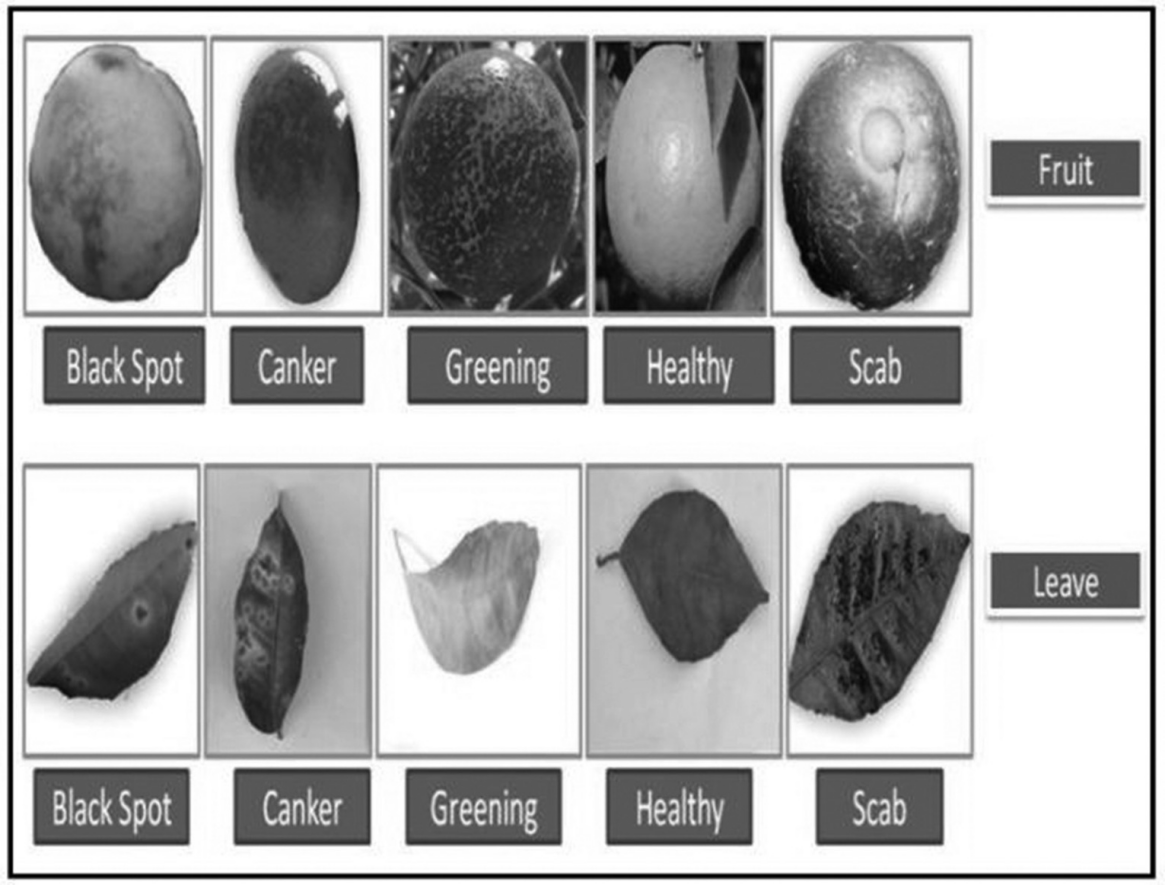 Fruit
Black Spot
Canker
Greening
Healthy
Scab
Leave
Black Spot
Canker
Greening
Healthy
Scab